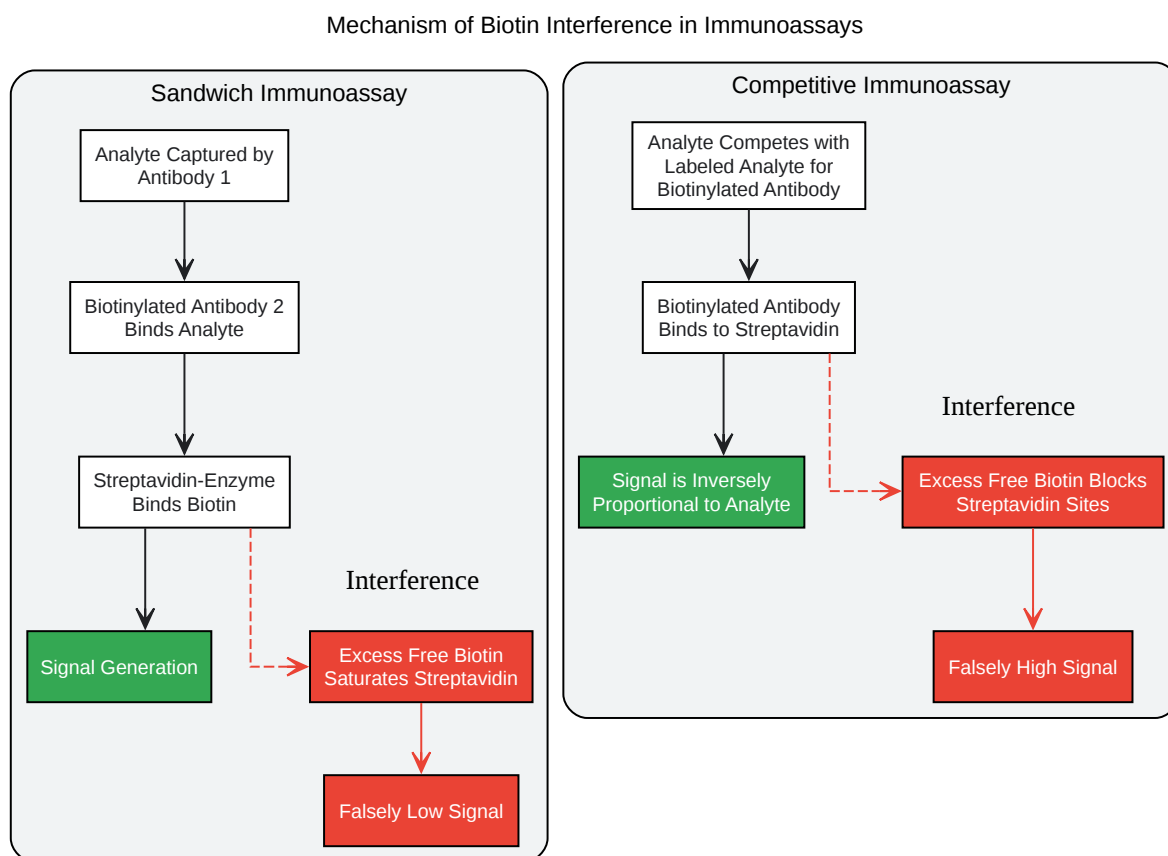 Mechanism of Biotin Interference in Immunoassays
Sandwich Immunoassay
Analyte Captured by
Antibody 1
Biotinylated Antibody 2
Binds Analyte
Streptavidin-Enzyme
Binds Biotin
Interference
Signal Generation
Excess Free Biotin
Saturates Streptavidin
Falsely Low Signal
Competitive Immunoassay
Analyte Competes with
Labeled Analyte for
Biotinylated Antibody
Biotinylated Antibody
Binds to Streptavidin
Interference
Signal is Inversely
Proportional to Analyte
Excess Free Biotin Blocks
Streptavidin Sites
Falsely High Signal